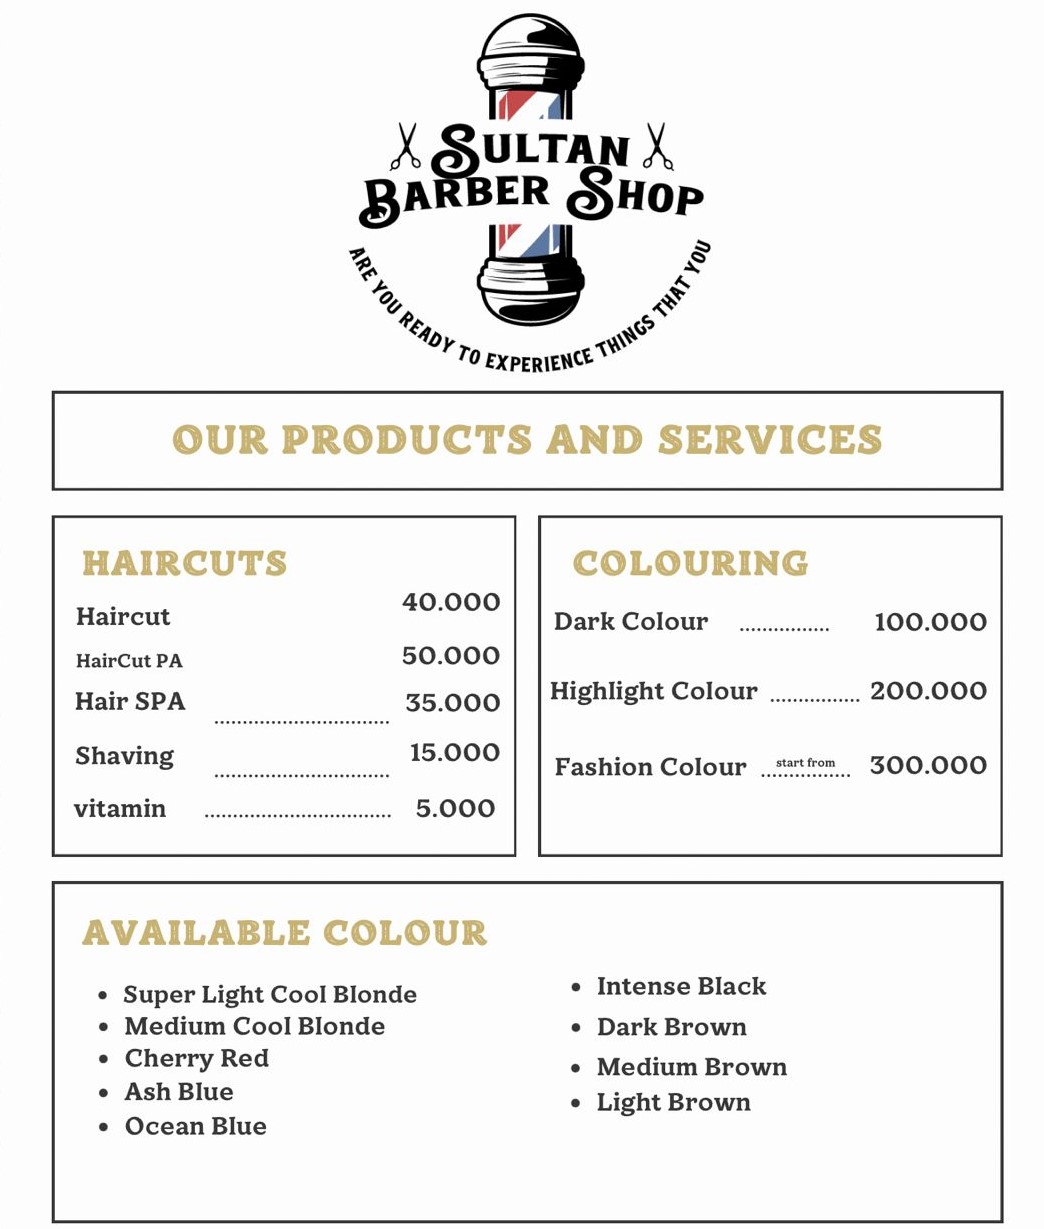 SULTAN
BARBER SHOP
ARE YOU READY TO EXPERIENCE THINGS THAT YOU
OUR PRODUCTS AND SERVICES
HAIRCUTS
Haircut 40.000
HairCut PA 50.000
Hair SPA ........................... 35.000
Shaving ........................... 15.000
vitamin ............................. 5.000
COLOURING
Dark Colour ................ 100.000
Highlight Colour ................ 200.000
Fashion Colour start from ................ 300.000
AVAILABLE COLOUR
• Super Light Cool Blonde
• Medium Cool Blonde
• Cherry Red
• Ash Blue
• Ocean Blue
• Intense Black
• Dark Brown
• Medium Brown
• Light Brown